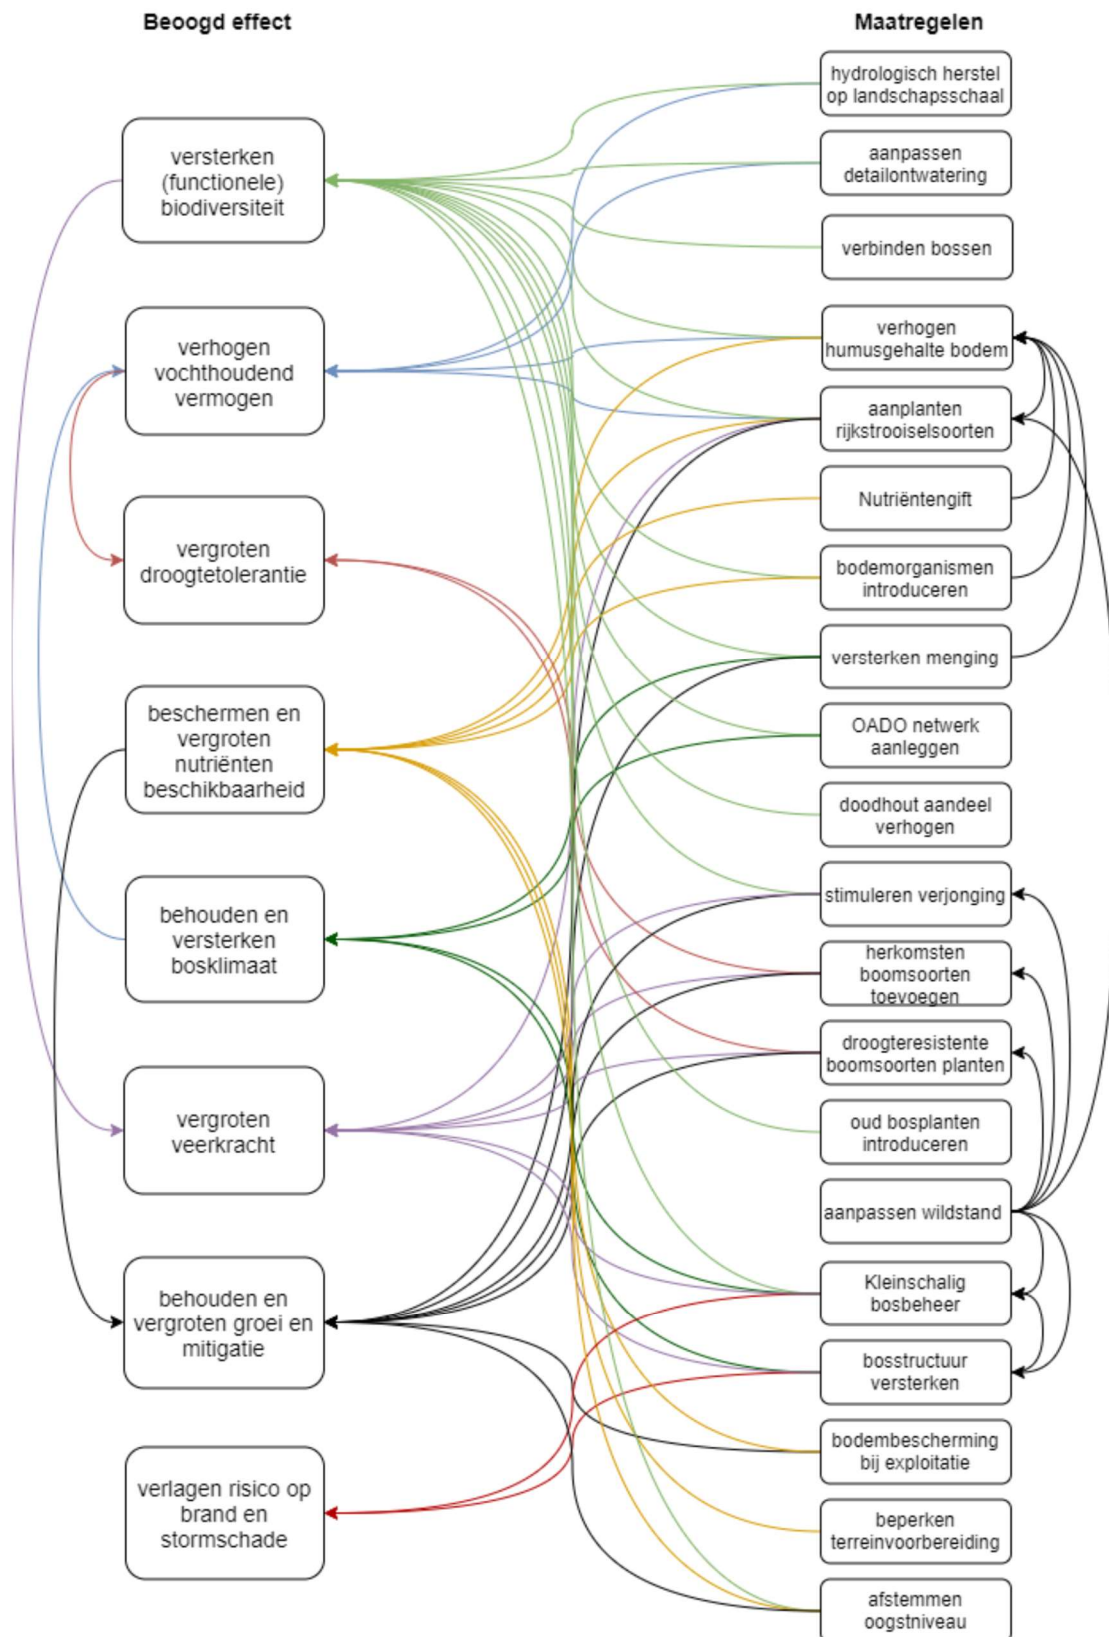 Beoogd effect
versterken
(functionele)
biodiversiteit
verhogen
vochthoudend
vermogen
vergroten
droogtetolerantie
beschermen en
vergroten
nutriënten
beschikbaarheid
behouden en
versterken
bosklimaat
vergroten
veerkracht
behouden en
vergroten groei en
mitigatie
verlagen risico op
brand en
stormschade
Maatregelen
hydrologisch herstel
op landschapsschaal
aanpassen
detailontwatering
verbinden bossen
verhogen
humusgehalte bodem
aanplanten
rijkstrooiselsoorten
Nutriëntengift
bodemorganismen
introduceren
versterken menging
OADO netwerk
aanleggen
doodhout aandeel
verhogen
stimuleren verjonging
herkomsten
boomsoorten
toevoegen
droogteresistente
boomsoorten planten
oud bosplanten
introduceren
aanpassen wildstand
Kleinschalig
bosbeheer
bosstructuur
versterken
bodembescherming
bij exploitatie
beperken
terreinvoorbereiding
afstemmen
oogstniveau